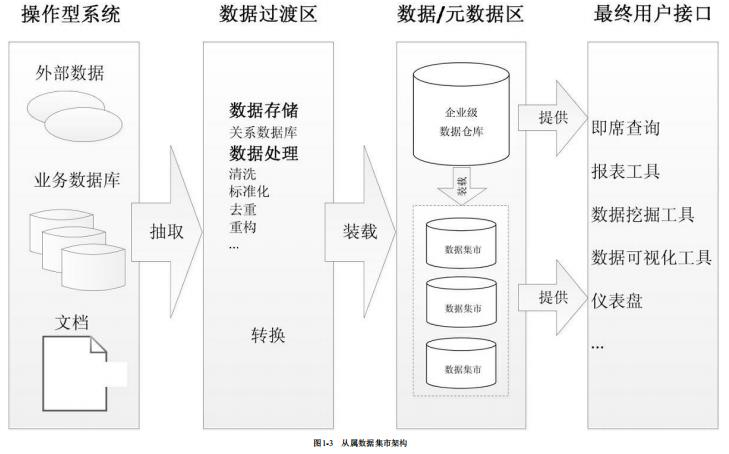 操作型系统
外部数据
业务数据库
文档
抽取
数据过渡区
数据存储
关系数据库
数据处理
清洗
标准化
去重
重构
...
转换
装载
数据/元数据区
企业级
数据仓库
装载
数据集市
数据集市
数据集市
提供
提供
最终用户接口
即席查询
报表工具
数据挖掘工具
数据可视化工具
仪表盘
...
图1-3 从属数据集市架构